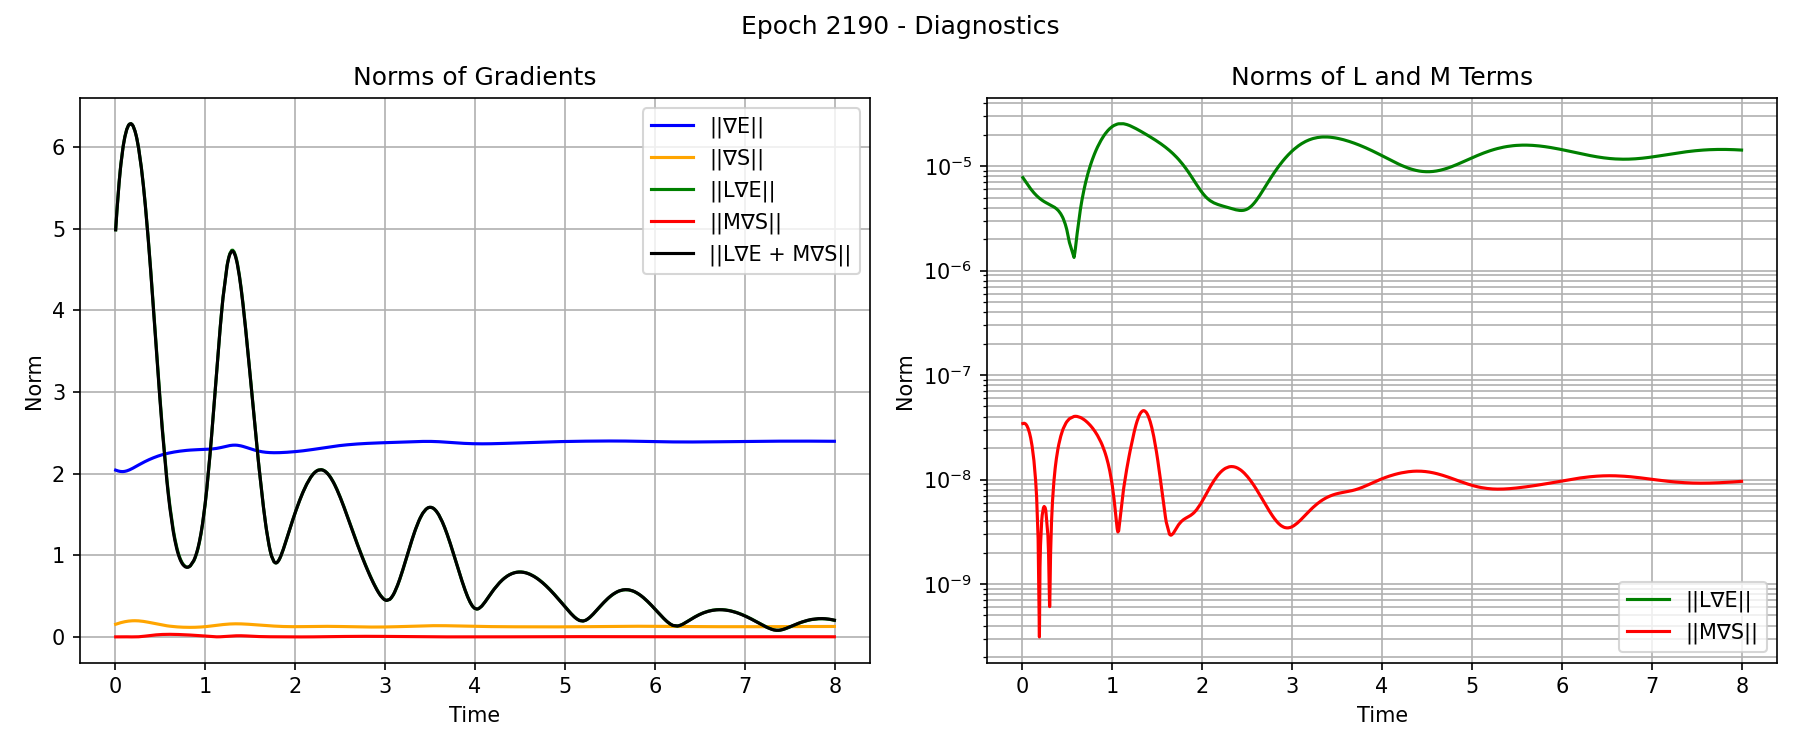 Epoch 2190 - Diagnostics
Norms of Gradients
Norm
6
5
4
3
2
1
0
0 1 2 3 4 5 6 7 8
Time
||∇E||
||∇S||
||L∇E||
||M∇S||
||L∇E + M∇S||
Norms of L and M Terms
Norm
10⁻⁵
10⁻⁶
10⁻⁷
10⁻⁸
10⁻⁹
0 1 2 3 4 5 6 7 8
Time
||L∇E||
||M∇S||